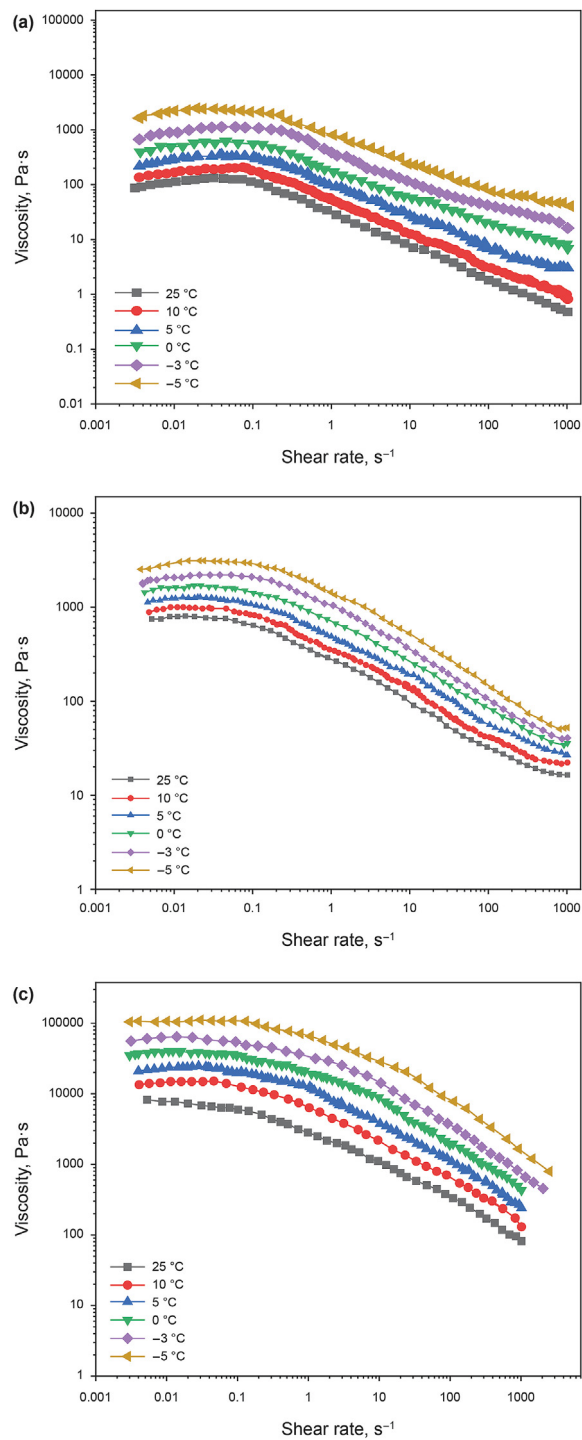 (a)
100000
10000
1000
100
10
1
0.1
0.01
Viscosity, Pa·s
25 °C
10 °C
5 °C
0 °C
–3 °C
–5 °C
0.001 0.01 0.1 1 10 100 1000
Shear rate, s⁻¹
(b)
10000
1000
100
10
1
Viscosity, Pa·s
25 °C
10 °C
5 °C
0 °C
–3 °C
–5 °C
0.001 0.01 0.1 1 10 100 1000
Shear rate, s⁻¹
(c)
100000
10000
1000
100
10
1
Viscosity, Pa·s
25 °C
10 °C
5 °C
0 °C
–3 °C
–5 °C
0.001 0.01 0.1 1 10 100 1000
Shear rate, s⁻¹